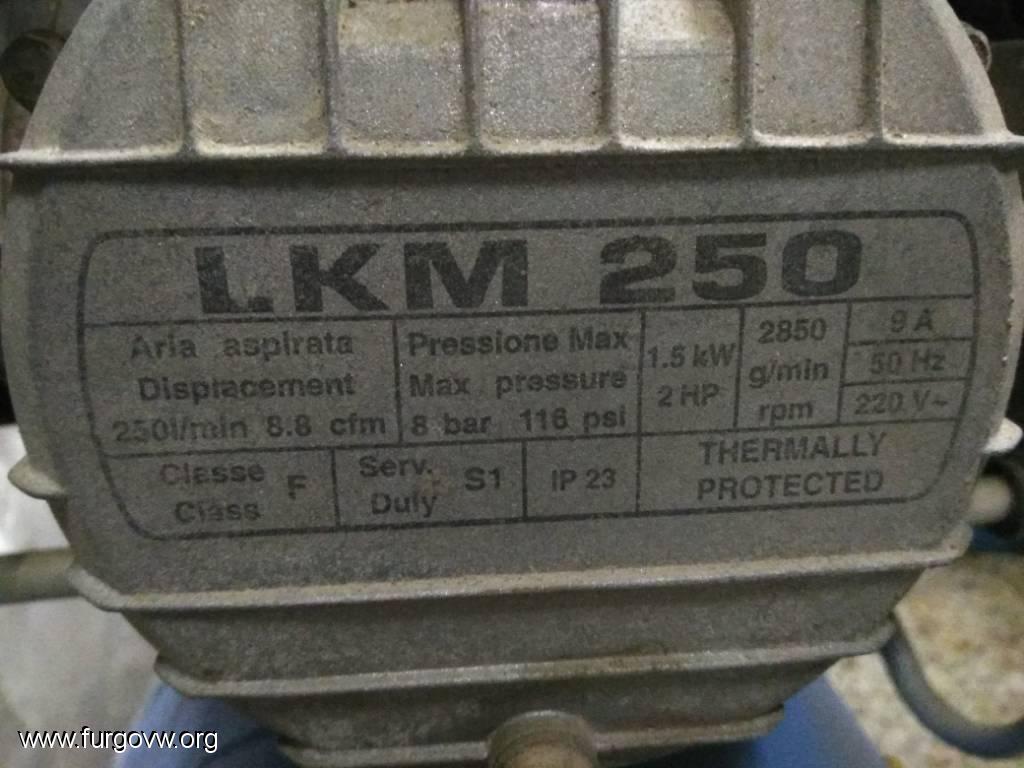 LKM 250
Aria aspirata
Displacement
250l/min 8.8 cfm
Pressione Max
Max pressure
8 bar 116 psi
1.5 kW
2 HP
2850
g/min
rpm
9 A
50 Hz
220 V~
Classe
Class
F
Serv.
Duty
S1
IP 23
THERMALLY
PROTECTED
www.furgovw.org